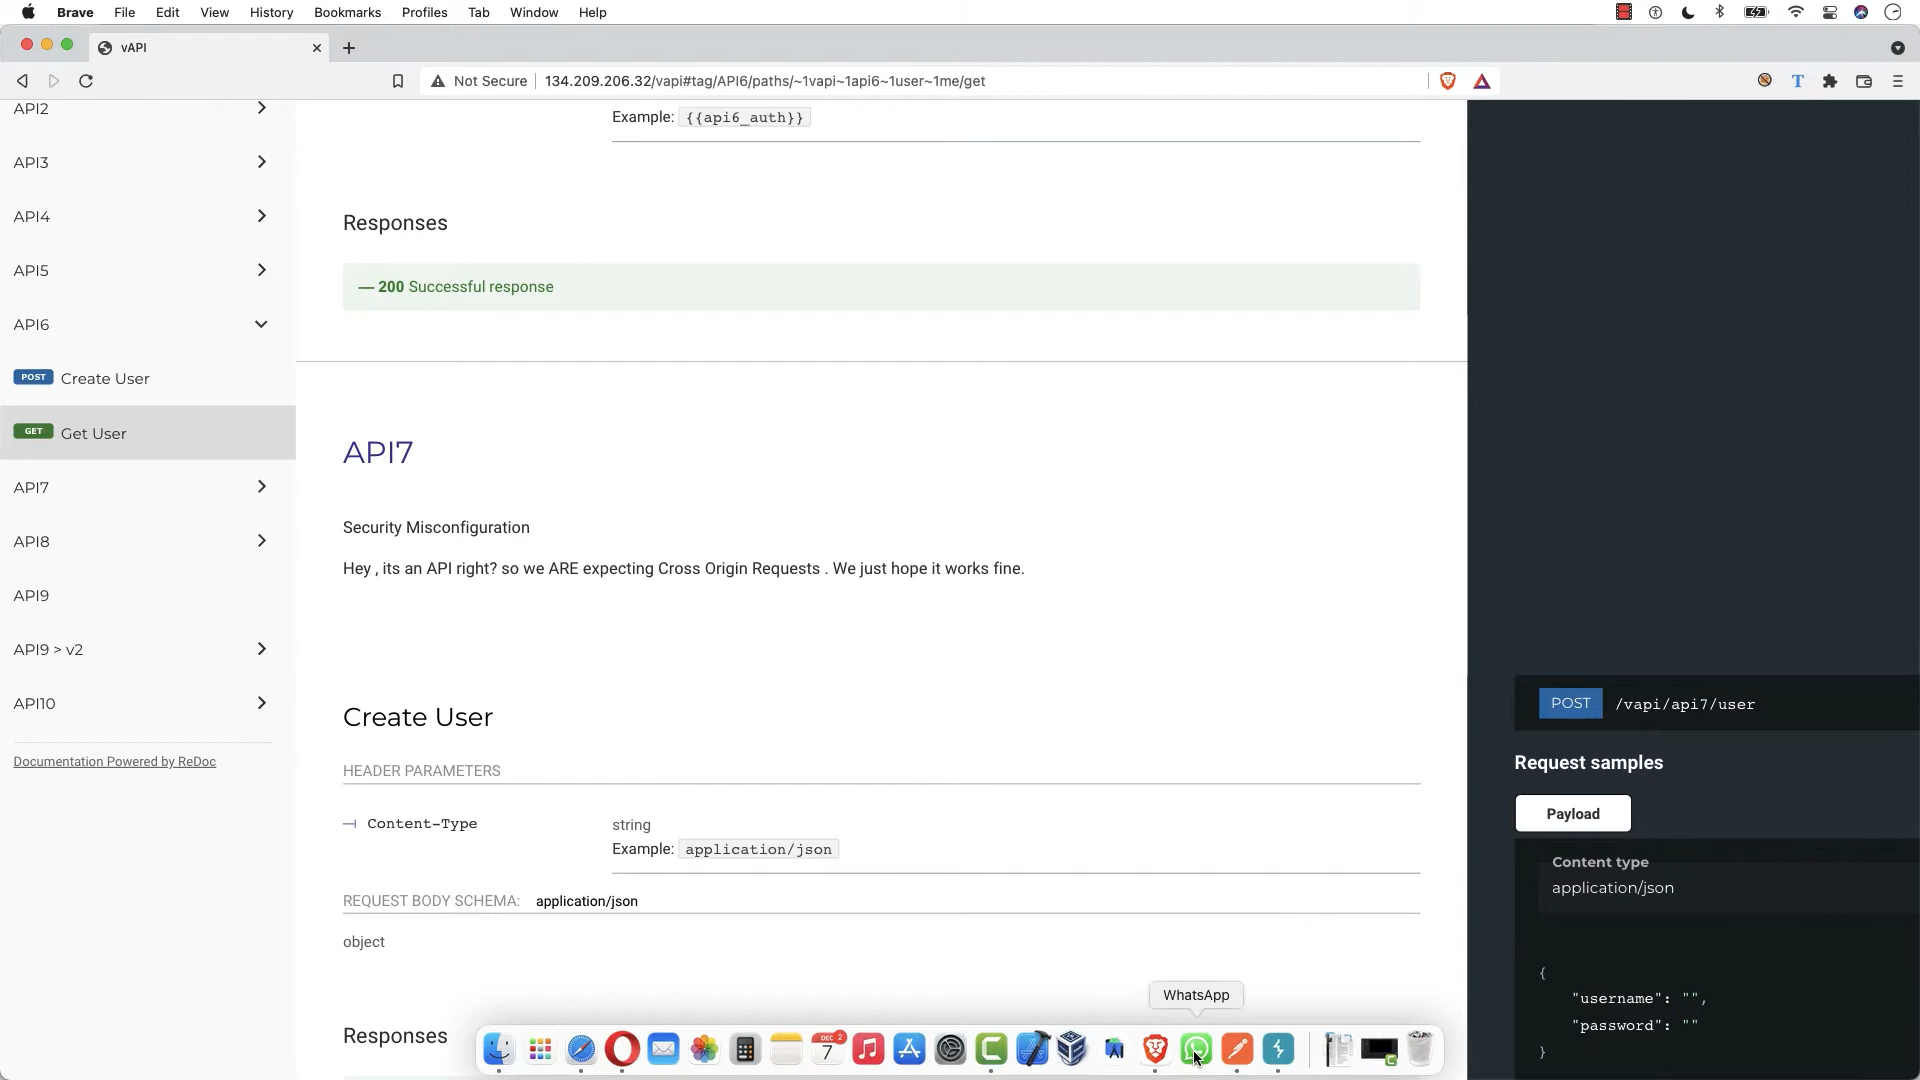 Brave File Edit View History Bookmarks Profiles Tab Window Help
vAPI
Not Secure 134.209.206.32/vapi#tag/API6/paths/~1vapi~1api6~1user~1me/get
API2
API3
API4
API5
API6
POST Create User
GET Get User
API7
API8
API9
API9 > v2
API10
Documentation Powered by ReDoc
Example: {{api6_auth}}
Responses
— 200 Successful response
API7
Security Misconfiguration
Hey , its an API right? so we ARE expecting Cross Origin Requests . We just hope it works fine.
Create User
HEADER PARAMETERS
Content-Type
string
Example: application/json
REQUEST BODY SCHEMA: application/json
object
Responses
POST /vapi/api7/user
Request samples
Payload
Content type
application/json
{
"username": "",
"password": ""
}
WhatsApp
DEC
7
2